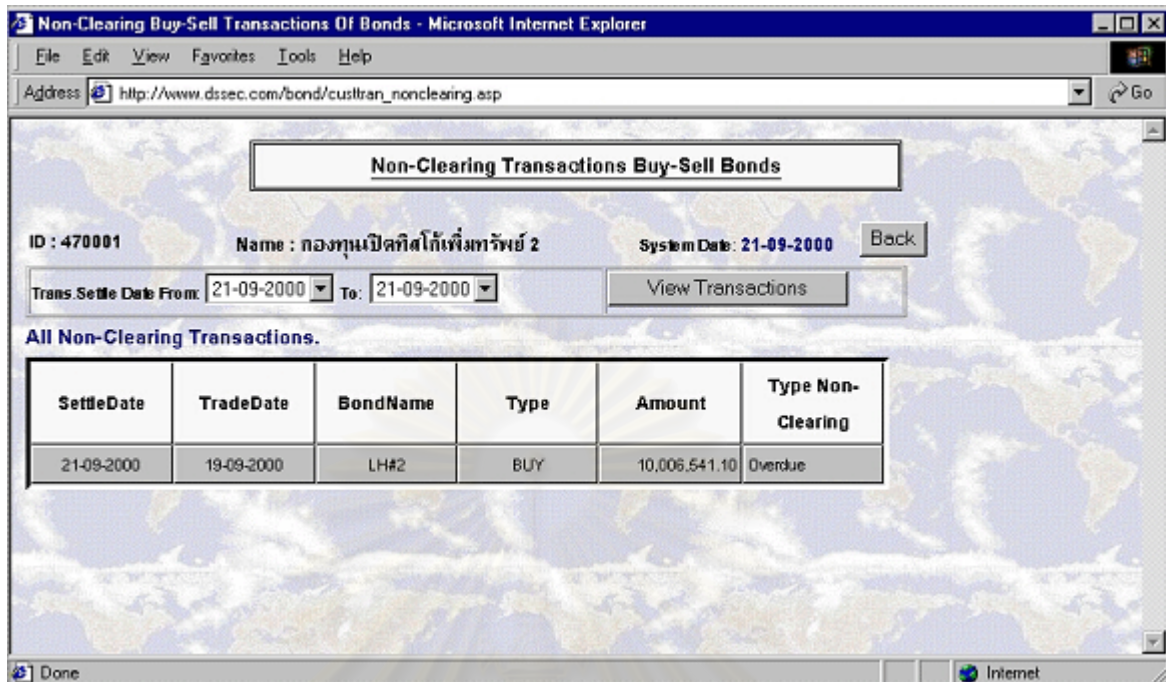 Non-Clearing Buy-Sell Transactions Of Bonds - Microsoft Internet Explorer
File Edit View Favorites Tools Help
Address http://www.dssec.com/bond/custtran_nonclearing.asp Go
Non-Clearing Transactions Buy-Sell Bonds
ID : 470001 Name : กองทุนเปิดทิสโก้เพิ่มทรัพย์ 2 System Date: 21-09-2000 Back
Trans.Settle Date From: 21-09-2000 To: 21-09-2000 View Transactions
All Non-Clearing Transactions.
SettleDate TradeDate BondName Type Amount Type Non-Clearing
21-09-2000 19-09-2000 LH#2 BUY 10,006,541.10 Overdue
Done Internet